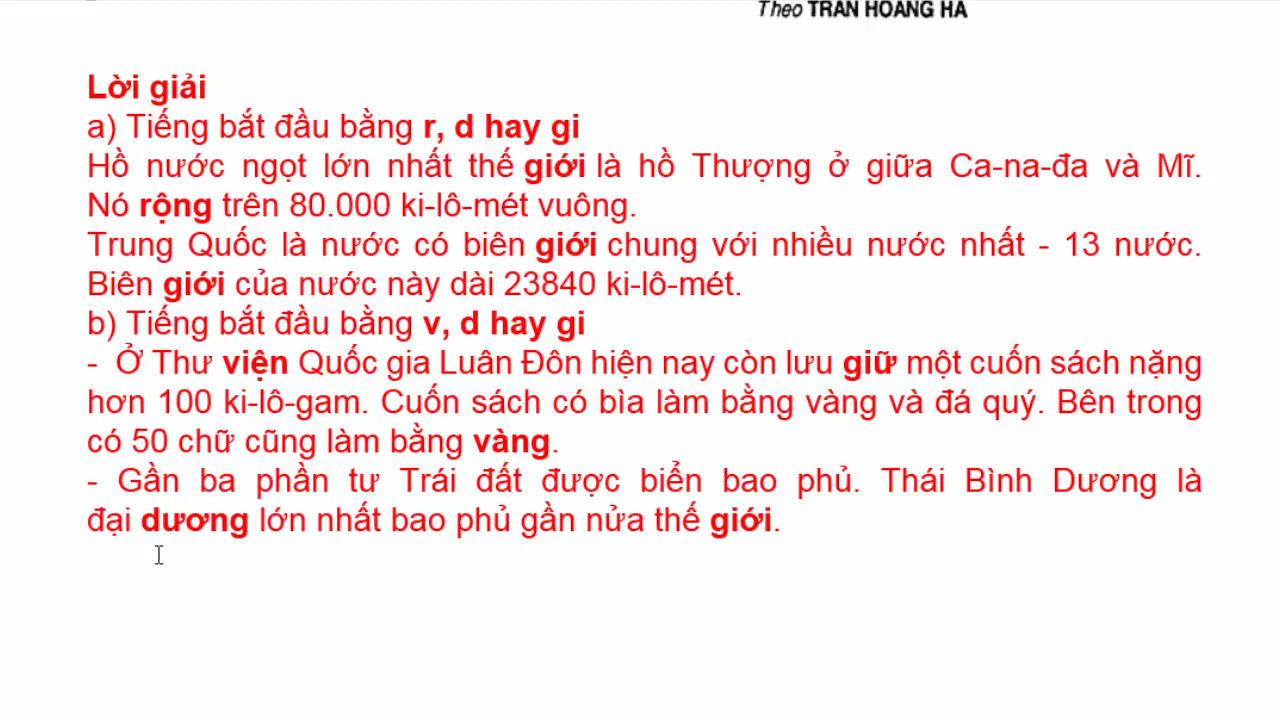 Theo TRẦN HOÀNG HÀ
Lời giải
a) Tiếng bắt đầu bằng r, d hay gi
Hồ nước ngọt lớn nhất thế giới là hồ Thượng ở giữa Ca-na-đa và Mĩ.
Nó rộng trên 80.000 ki-lô-mét vuông.
Trung Quốc là nước có biên giới chung với nhiều nước nhất - 13 nước.
Biên giới của nước này dài 23840 ki-lô-mét.
b) Tiếng bắt đầu bằng v, d hay gi
- Ở Thư viện Quốc gia Luân Đôn hiện nay còn lưu giữ một cuốn sách nặng
hơn 100 ki-lô-gam. Cuốn sách có bìa làm bằng vàng và đá quý. Bên trong
có 50 chữ cũng làm bằng vàng.
- Gần ba phần tư Trái đất được biển bao phủ. Thái Bình Dương là
đại dương lớn nhất bao phủ gần nửa thế giới.